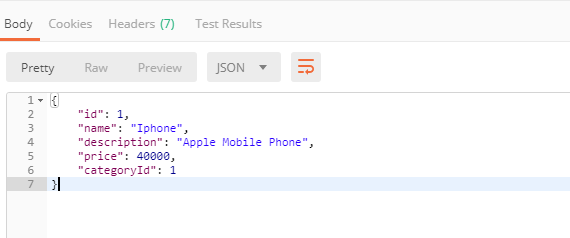 Body Cookies Headers (7) Test Results
Pretty Raw Preview JSON
1 {
2 "id": 1,
3 "name": "Iphone",
4 "description": "Apple Mobile Phone",
5 "price": 40000,
6 "categoryId": 1
7 }